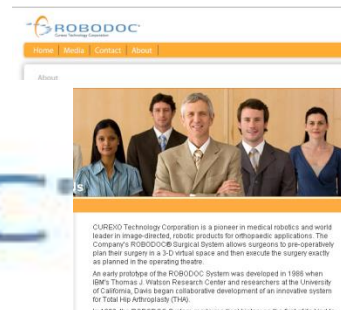 ROBODOC
Curexo Technology Corporation
Home Media Contact About
About
CUREXO Technology Corporation is a pioneer in medical robotics and world
leader in image-directed, robotic products for orthopaedic applications. The
Company's ROBODOC® Surgical System allows surgeons to pre-operatively
plan their surgery in a 3-D virtual space and then execute the surgery exactly
as planned in the operating theatre.
An early prototype of the ROBODOC System was developed in 1986 when
IBM's Thomas J. Watson Research Center and researchers at the University
of California, Davis began collaborative development of an innovative system
for Total Hip Arthroplasty (THA).